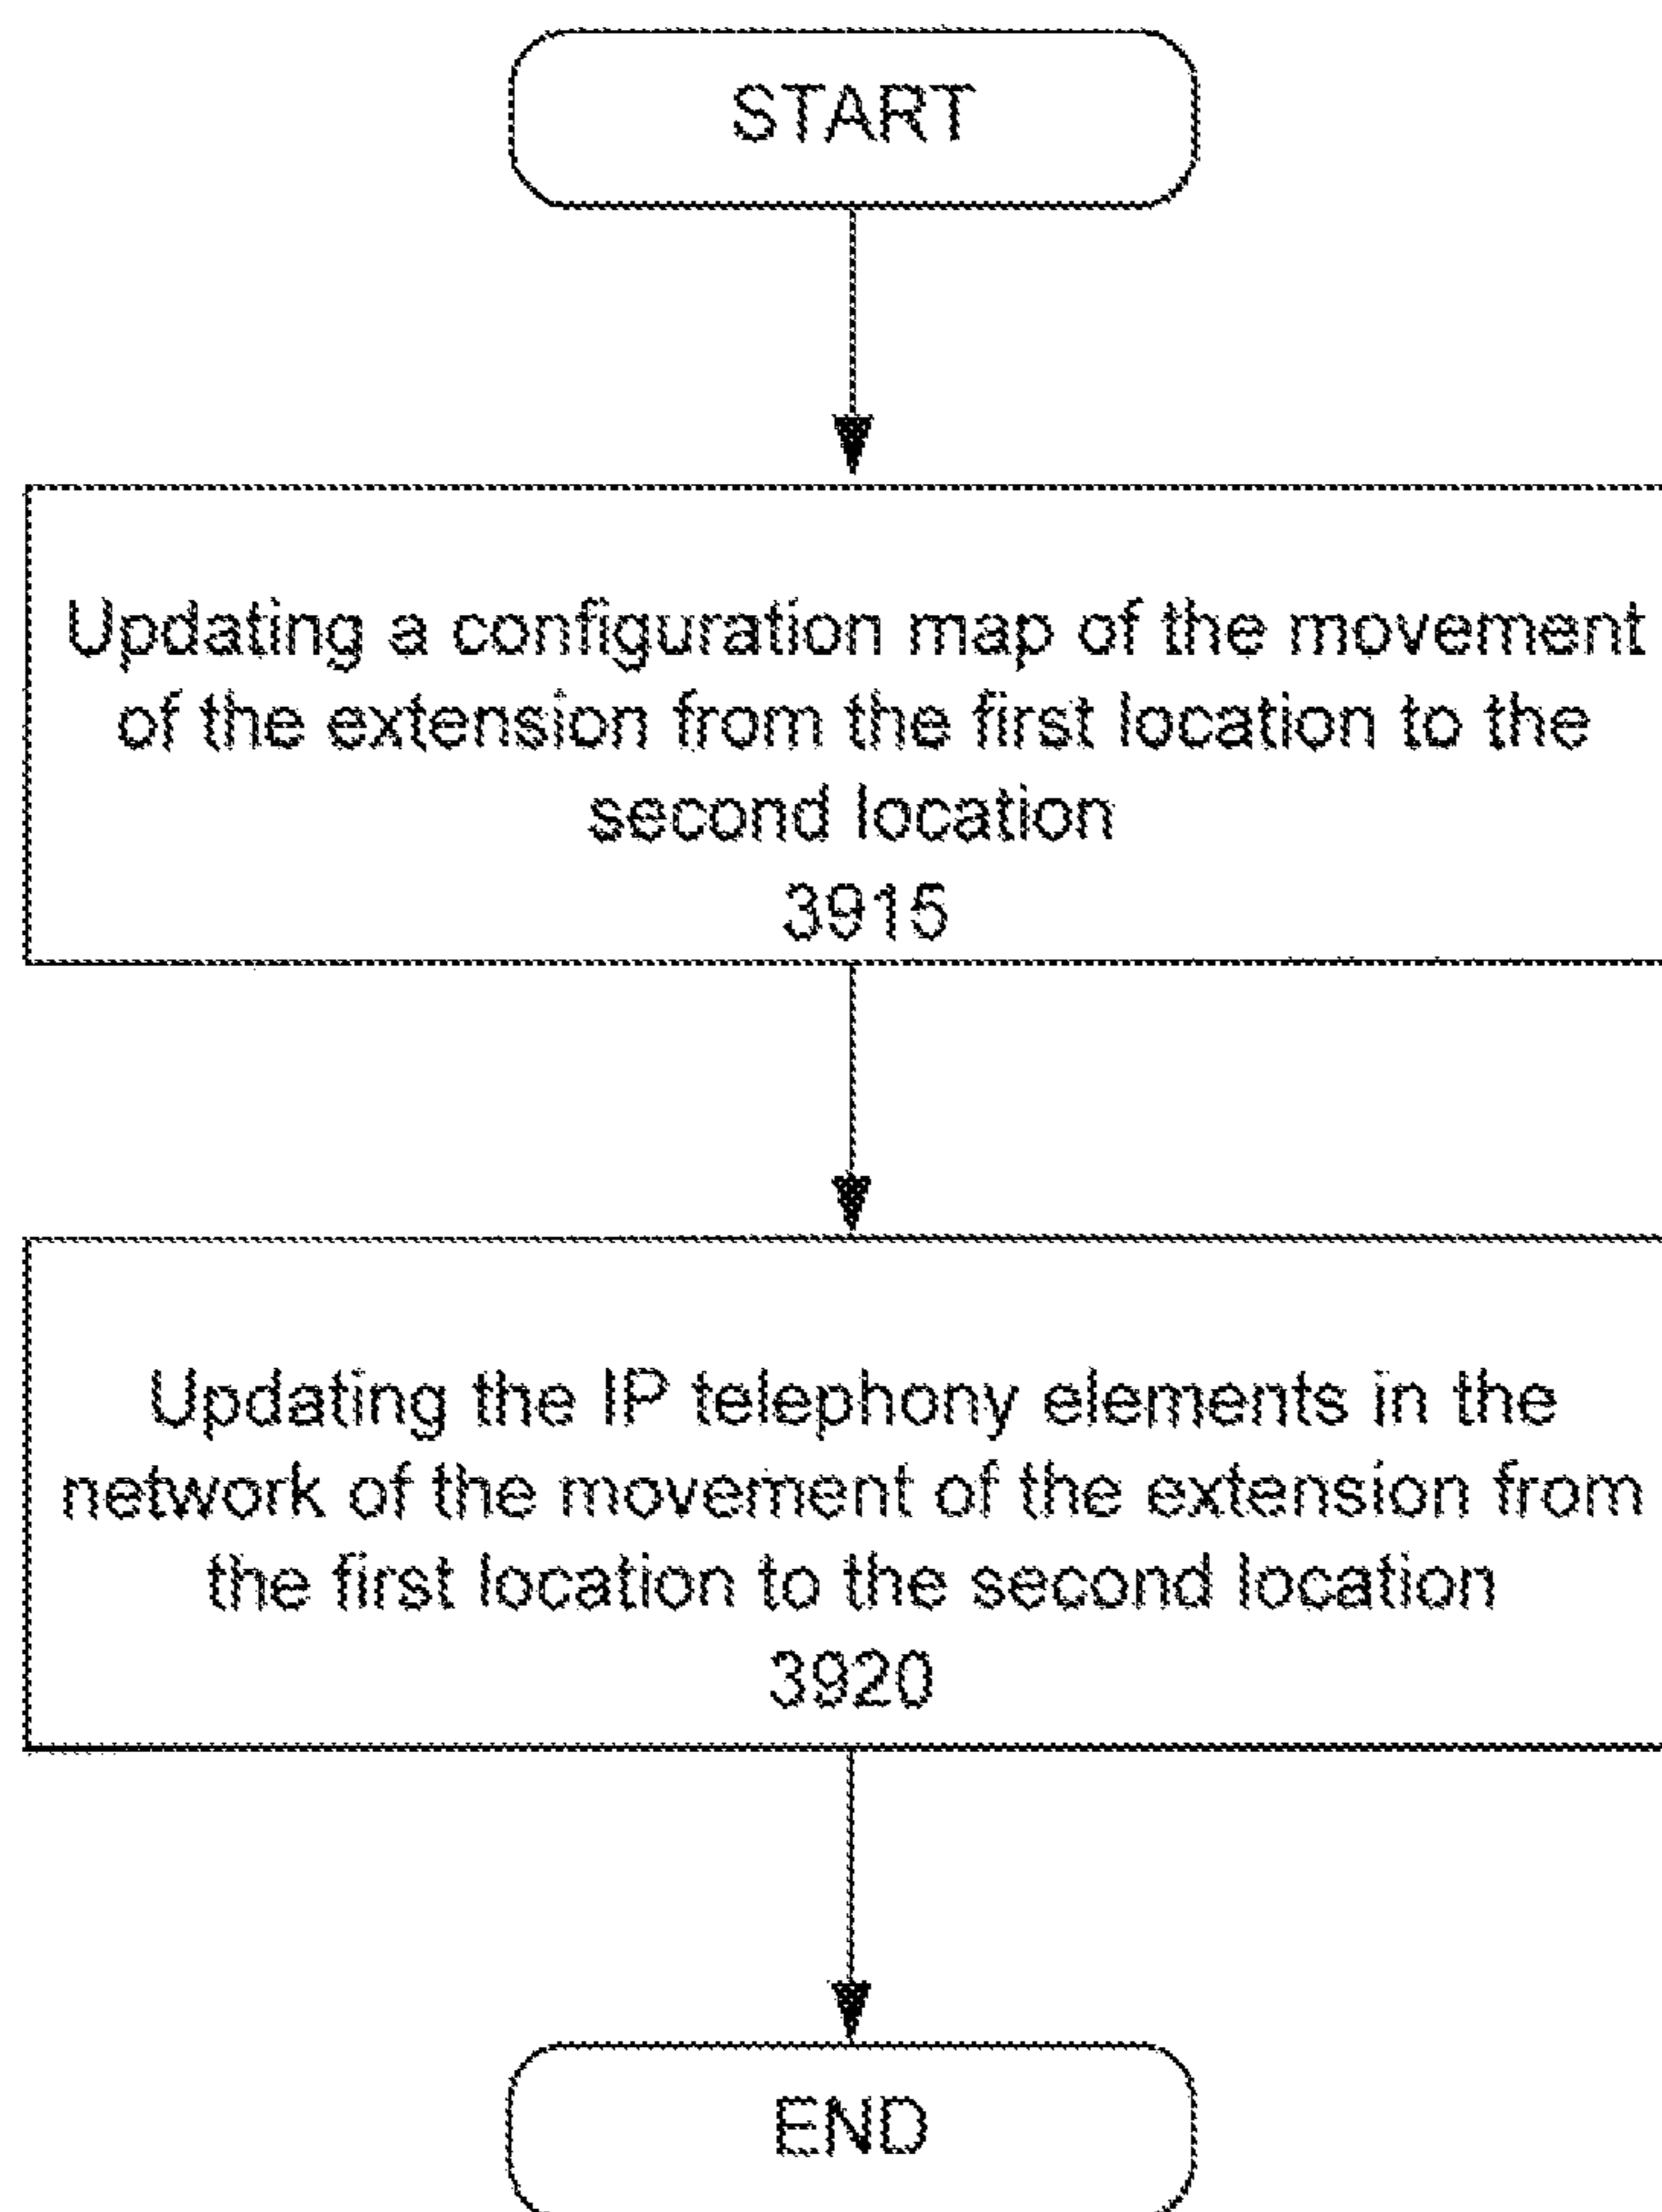 START
Updating a configuration map of the movement
of the extension from the first location to the
second location
3915
Updating the IP telephony elements in the
network of the movement of the extension from
the first location to the second location
3920
END